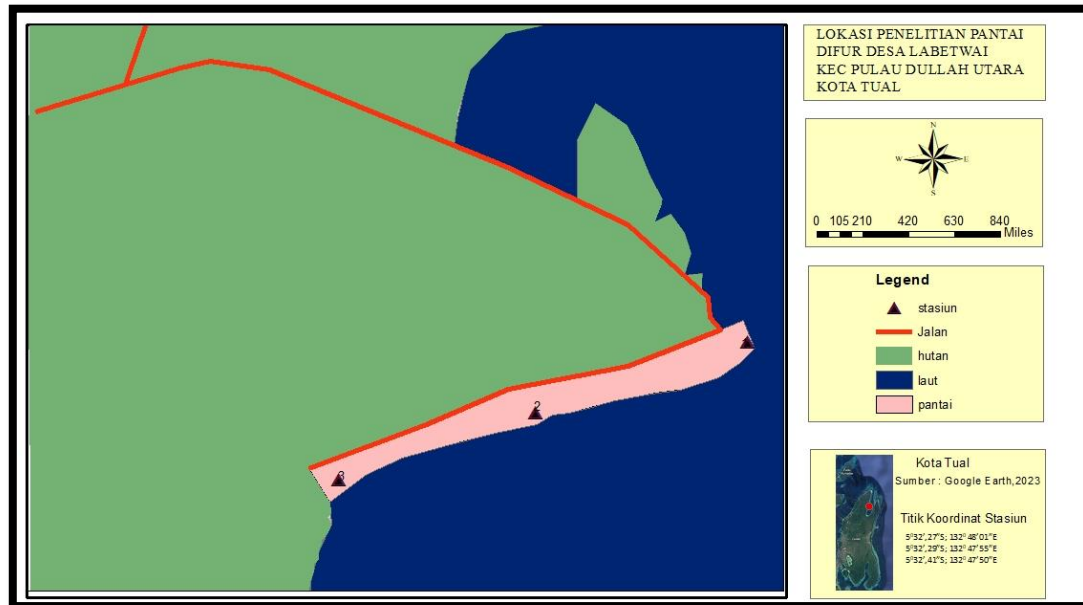 LOKASI PENELITIAN PANTAI
DIFUR DESA LABETWAI
KEC PULAU DULLAH UTARA
KOTA TUAL
N
W E
S
0 105 210 420 630 840
Miles
Legend
stasiun
Jalan
hutan
laut
pantai
2
3
Kota Tual
Sumber : Google Earth,2023
Titik Koordinat Stasiun
5°32',27"S; 132° 48'01"E
5°32',29"S; 132° 47'55"E
5°32',41"S; 132° 47'50"E